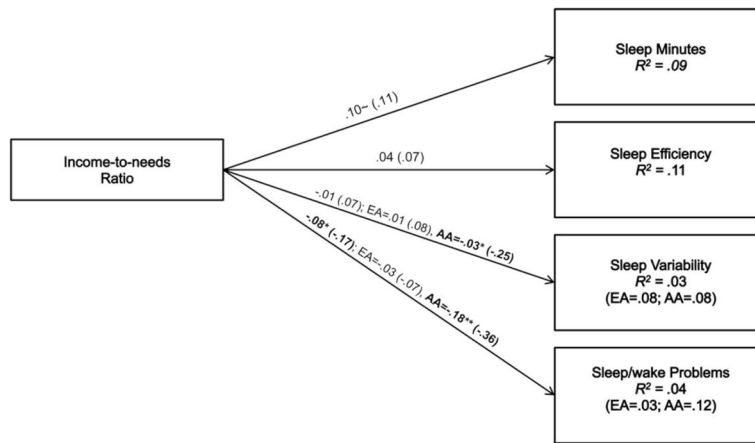 Sleep Minutes
R² = .09
.10~ (.11)
Income-to-needs
Ratio
.04 (.07)
Sleep Efficiency
R² = .11
-.01 (.07); EA=.01 (.08), AA=-.03* (-.25)
Sleep Variability
R² = .03
(EA=.08; AA=.08)
-.08* (-.17); EA=-.03 (-.07), AA=-.18** (-.36)
Sleep/wake Problems
R² = .04
(EA=.03; AA=.12)